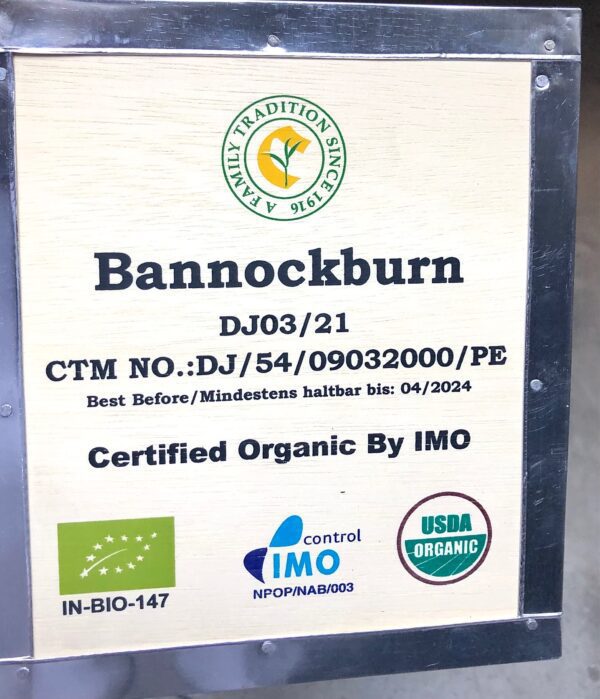 A FAMILY TRADITION SINCE 1916
Bannockburn
DJ03/21
CTM NO.:DJ/54/09032000/PE
Best Before/Mindestens haltbar bis: 04/2024
Certified Organic By IMO
IN-BIO-147
control
IMO
NPOP/NAB/003
USDA
ORGANIC